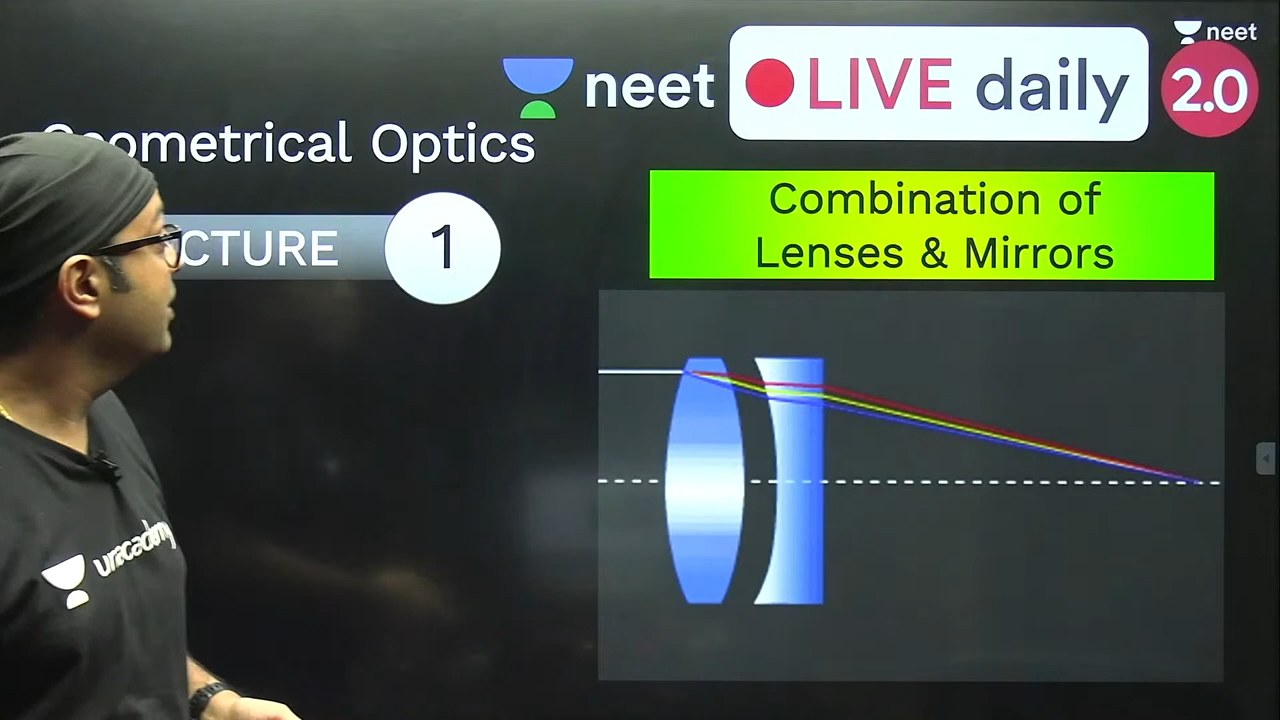 neet
LIVE daily
neet
2.0
ometrical Optics
CTURE
1
Combination of
Lenses & Mirrors
unacademy